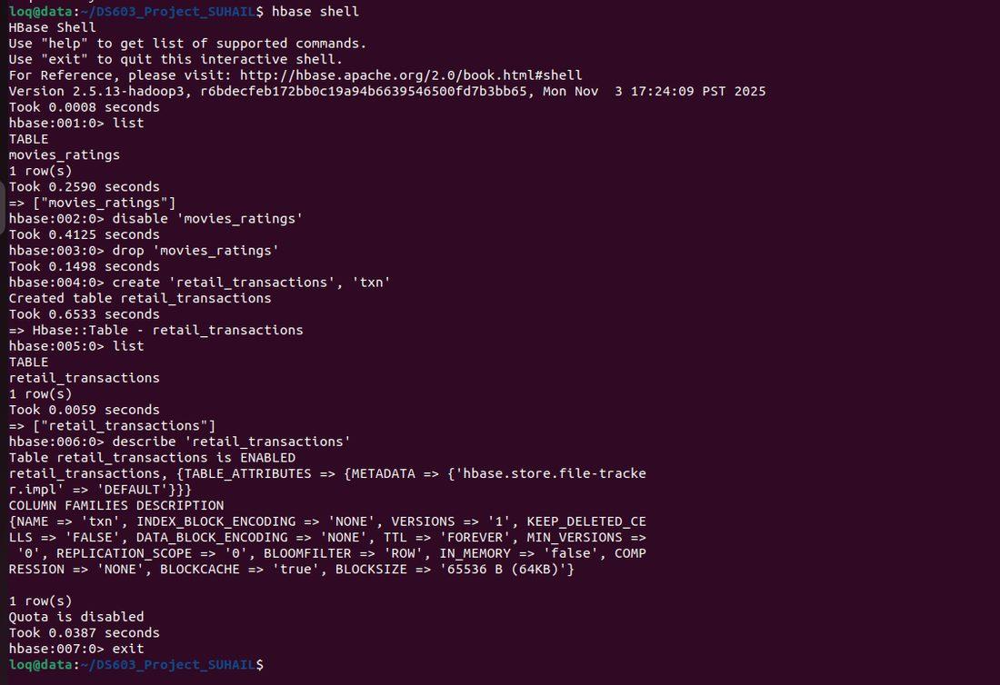 loq@data:~/DS603_Project_SUHAIL$ hbase shell
HBase Shell
Use "help" to get list of supported commands.
Use "exit" to quit this interactive shell.
For Reference, please visit: http://hbase.apache.org/2.0/book.html#shell
Version 2.5.13-hadoop3, r6bdecfeb172bb0c19a94b6639546500fd7b3bb65, Mon Nov  3 17:24:09 PST 2025
Took 0.0008 seconds
hbase:001:0> list
TABLE
movies_ratings
1 row(s)
Took 0.2590 seconds
=> ["movies_ratings"]
hbase:002:0> disable 'movies_ratings'
Took 0.4125 seconds
hbase:003:0> drop 'movies_ratings'
Took 0.1498 seconds
hbase:004:0> create 'retail_transactions', 'txn'
Created table retail_transactions
Took 0.6533 seconds
=> Hbase::Table - retail_transactions
hbase:005:0> list
TABLE
retail_transactions
1 row(s)
Took 0.0059 seconds
=> ["retail_transactions"]
hbase:006:0> describe 'retail_transactions'
Table retail_transactions is ENABLED
retail_transactions, {TABLE_ATTRIBUTES => {METADATA => {'hbase.store.file-tracke
r.impl' => 'DEFAULT'}}}
COLUMN FAMILIES DESCRIPTION
{NAME => 'txn', INDEX_BLOCK_ENCODING => 'NONE', VERSIONS => '1', KEEP_DELETED_CE
LLS => 'FALSE', DATA_BLOCK_ENCODING => 'NONE', TTL => 'FOREVER', MIN_VERSIONS =>
 '0', REPLICATION_SCOPE => '0', BLOOMFILTER => 'ROW', IN_MEMORY => 'false', COMP
RESSION => 'NONE', BLOCKCACHE => 'true', BLOCKSIZE => '65536 B (64KB)'}
1 row(s)
Quota is disabled
Took 0.0387 seconds
hbase:007:0> exit
loq@data:~/DS603_Project_SUHAIL$